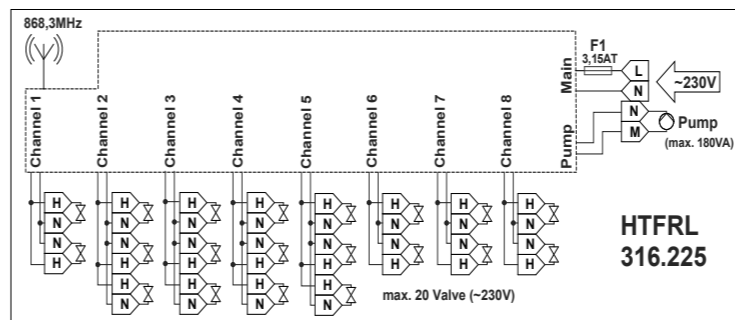 868,3MHz
F1
3,15AT
Main
L
N
~230V
Channel 1
Channel 2
Channel 3
Channel 4
Channel 5
Channel 6
Channel 7
Channel 8
Pump
N
M
Pump
(max. 180VA)
H H H H H H H H
N N N N N N N N
N N N N N N N N
H H H H H H H H
H H H H
N N N N
HTFRL
316.225
max. 20 Valve (~230V)